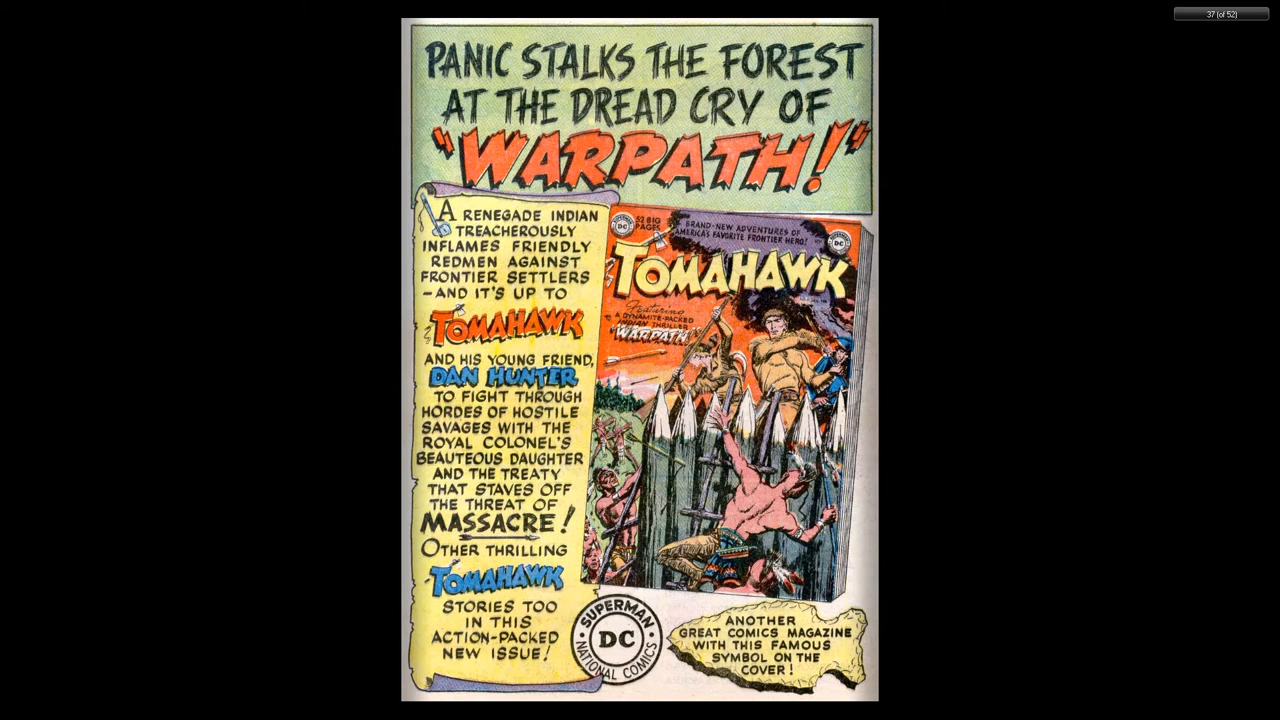 37 (of 52)
PANIC STALKS THE FOREST
AT THE DREAD CRY OF
"WARPATH!"
A RENEGADE INDIAN
TREACHEROUSLY
INFLAMES FRIENDLY
REDMEN AGAINST
FRONTIER SETTLERS
-AND IT'S UP TO
TOMAHAWK
AND HIS YOUNG FRIEND,
DAN HUNTER,
TO FIGHT THROUGH
HORDES OF HOSTILE
SAVAGES WITH THE
ROYAL COLONEL'S
BEAUTEOUS DAUGHTER
AND THE TREATY
THAT STAVES OFF
THE THREAT OF
MASSACRE!
OTHER THRILLING
TOMAHAWK
STORIES TOO
IN THIS
ACTION-PACKED
NEW ISSUE!
52 BIG
PAGES
BRAND-NEW ADVENTURES OF
AMERICA'S FAVORITE FRONTIER HERO!
DC
DC
TOMAHAWK
Featuring
A DYNAMITE-PACKED
INDIAN THRILLER
"WARPATH"
SUPERMAN
DC
NATIONAL COMICS
ANOTHER
GREAT COMICS MAGAZINE
WITH THIS FAMOUS
SYMBOL ON THE
COVER!